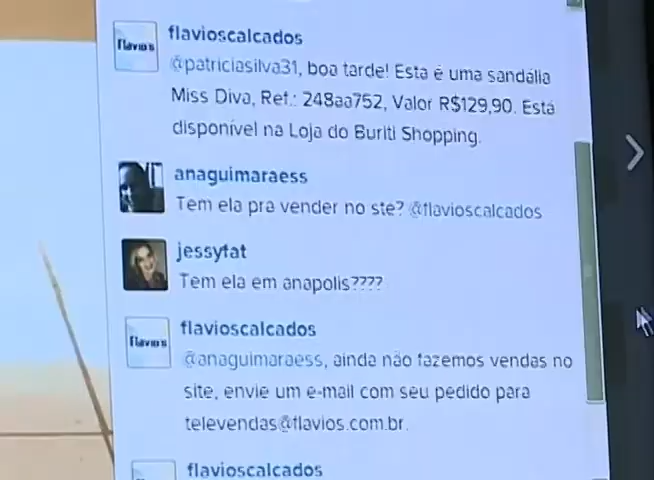 flavioscalcados
Flavio's
@patriciasilva31, boa tarde! Esta é uma sandália
Miss Diva, Ref.: 248aa752, Valor R$129,90. Está
disponível na Loja do Buriti Shopping.
anaguimaraess
Tem ela pra vender no ste? @flavioscalcados
jessyfat
Tem ela em anapolis????
flavioscalcados
Flavio's
@anaguimaraess, ainda não fazemos vendas no
site, envie um e-mail com seu pedido para
televendas@flavios.com.br.
flavioscalcados